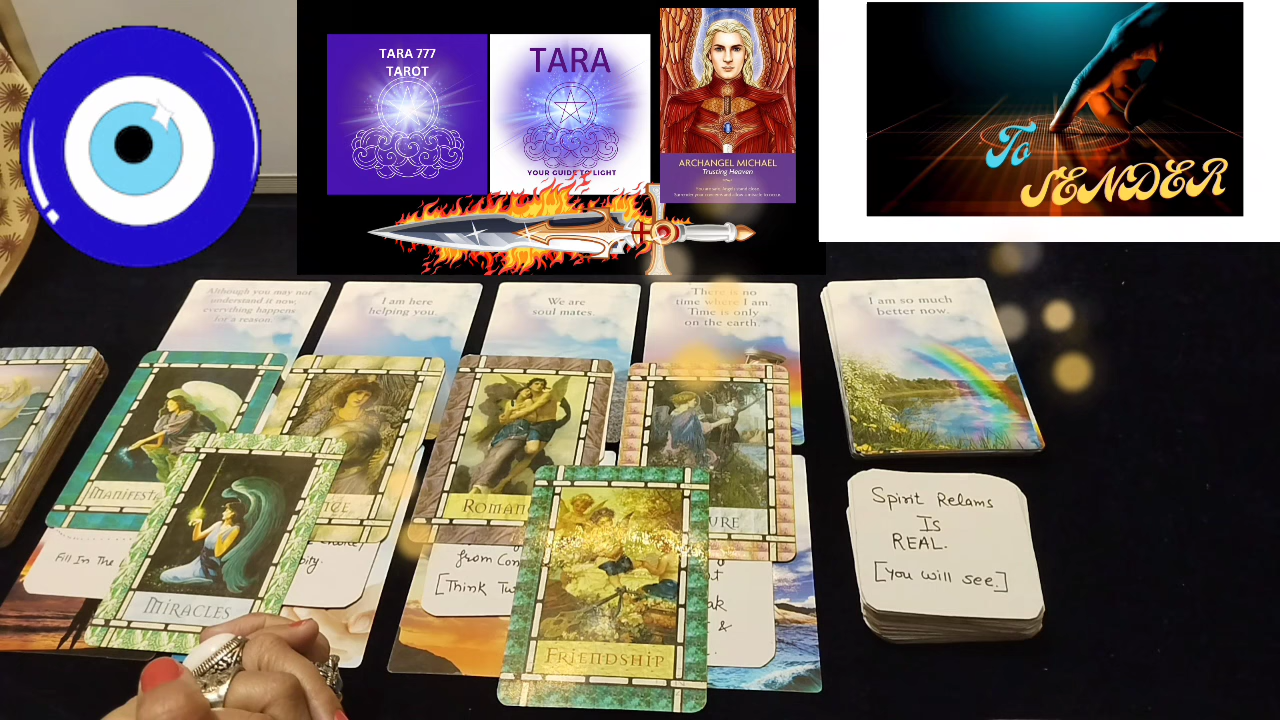 TARA 777
TAROT
TARA
YOUR GUIDE TO LIGHT
ARCHANGEL MICHAEL
Trusting Heaven
To
SENDER
Although you may not
understand it now,
everything happens
for a reason.
I am here
helping you.
We are
soul mates
There is no
time where I am.
Time is only
on the earth.
I am so much
better now.
MANIFESTA
ROMAN
URE
MIRACLES
FRIENDSHIP
Fill In The
from Con
[Think Tw
&
Spirit Relams
Is
REAL.
[You will see.]